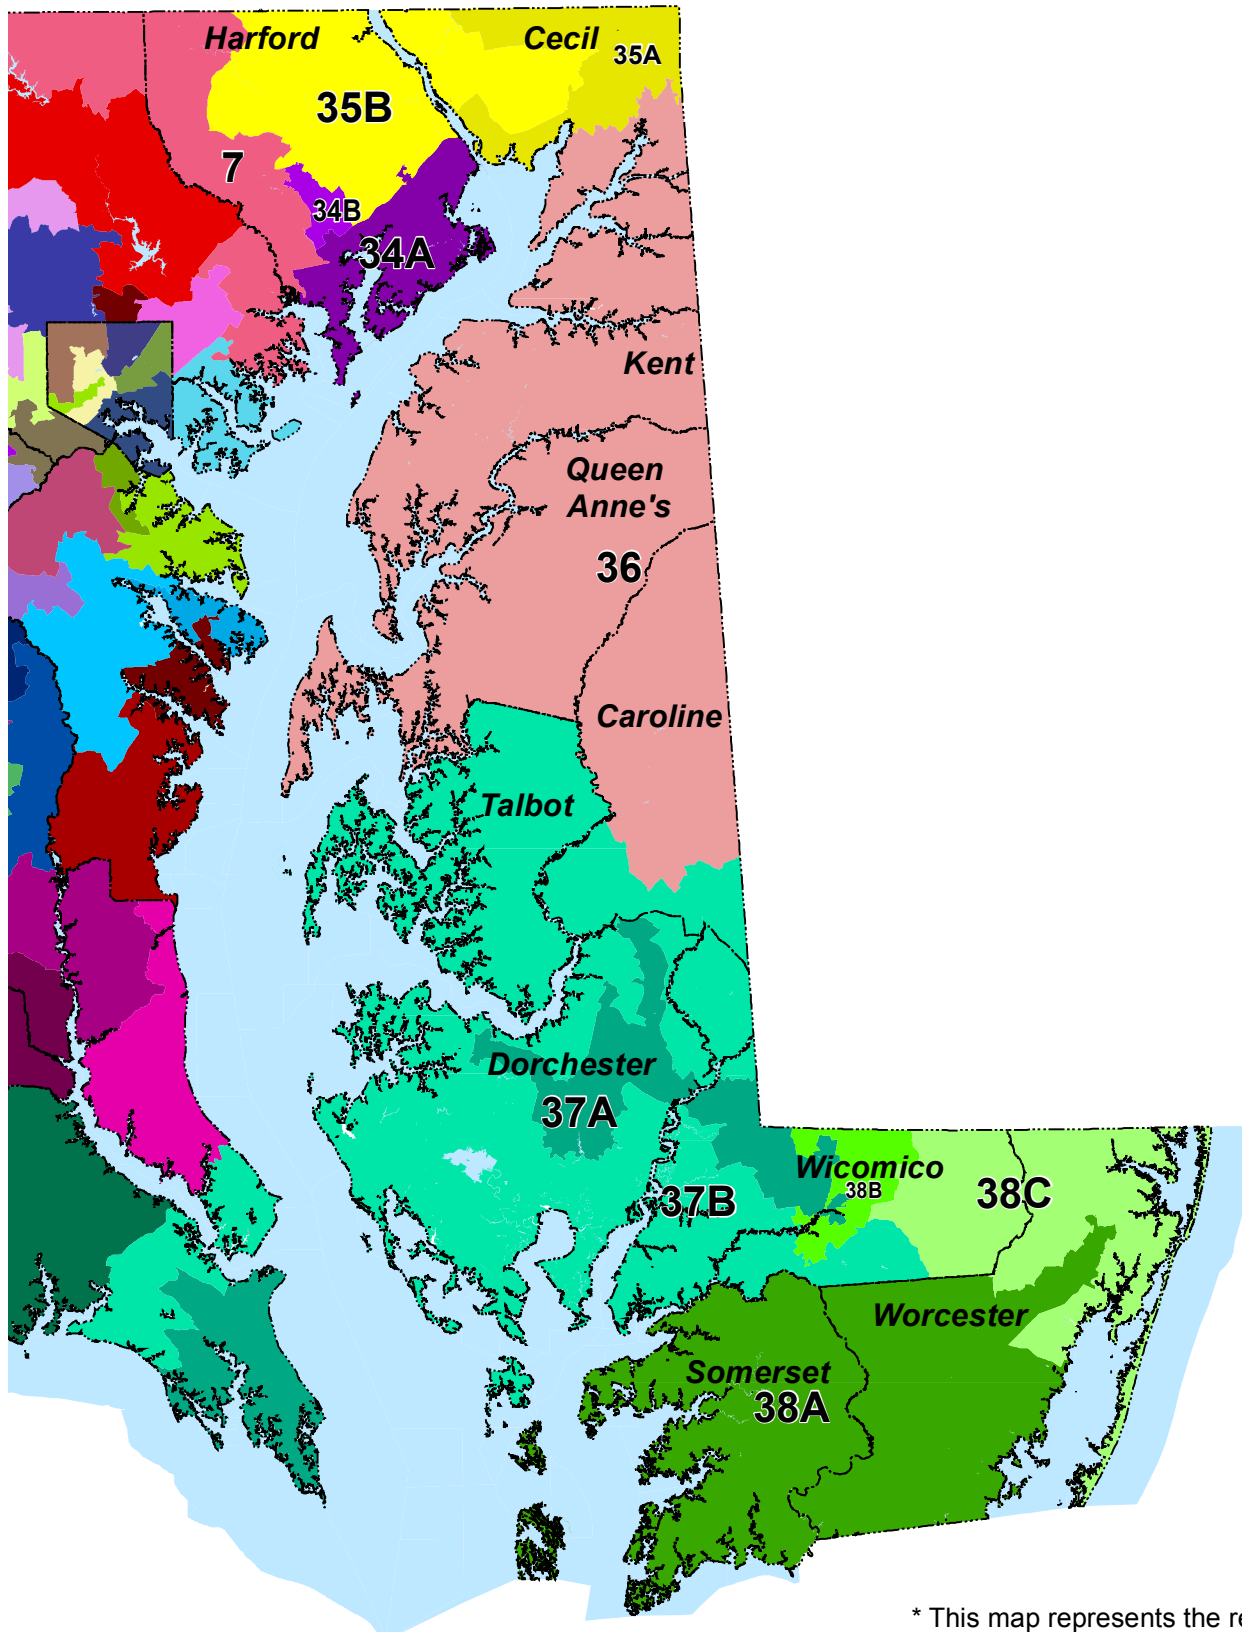 Harford
Cecil
35A
35B
7
34B
34A
Kent
Queen
Anne's
36
Caroline
Talbot
Dorchester
37A
Wicomico
38B
37B
38C
Worcester
Somerset
38A
* This map represents the re